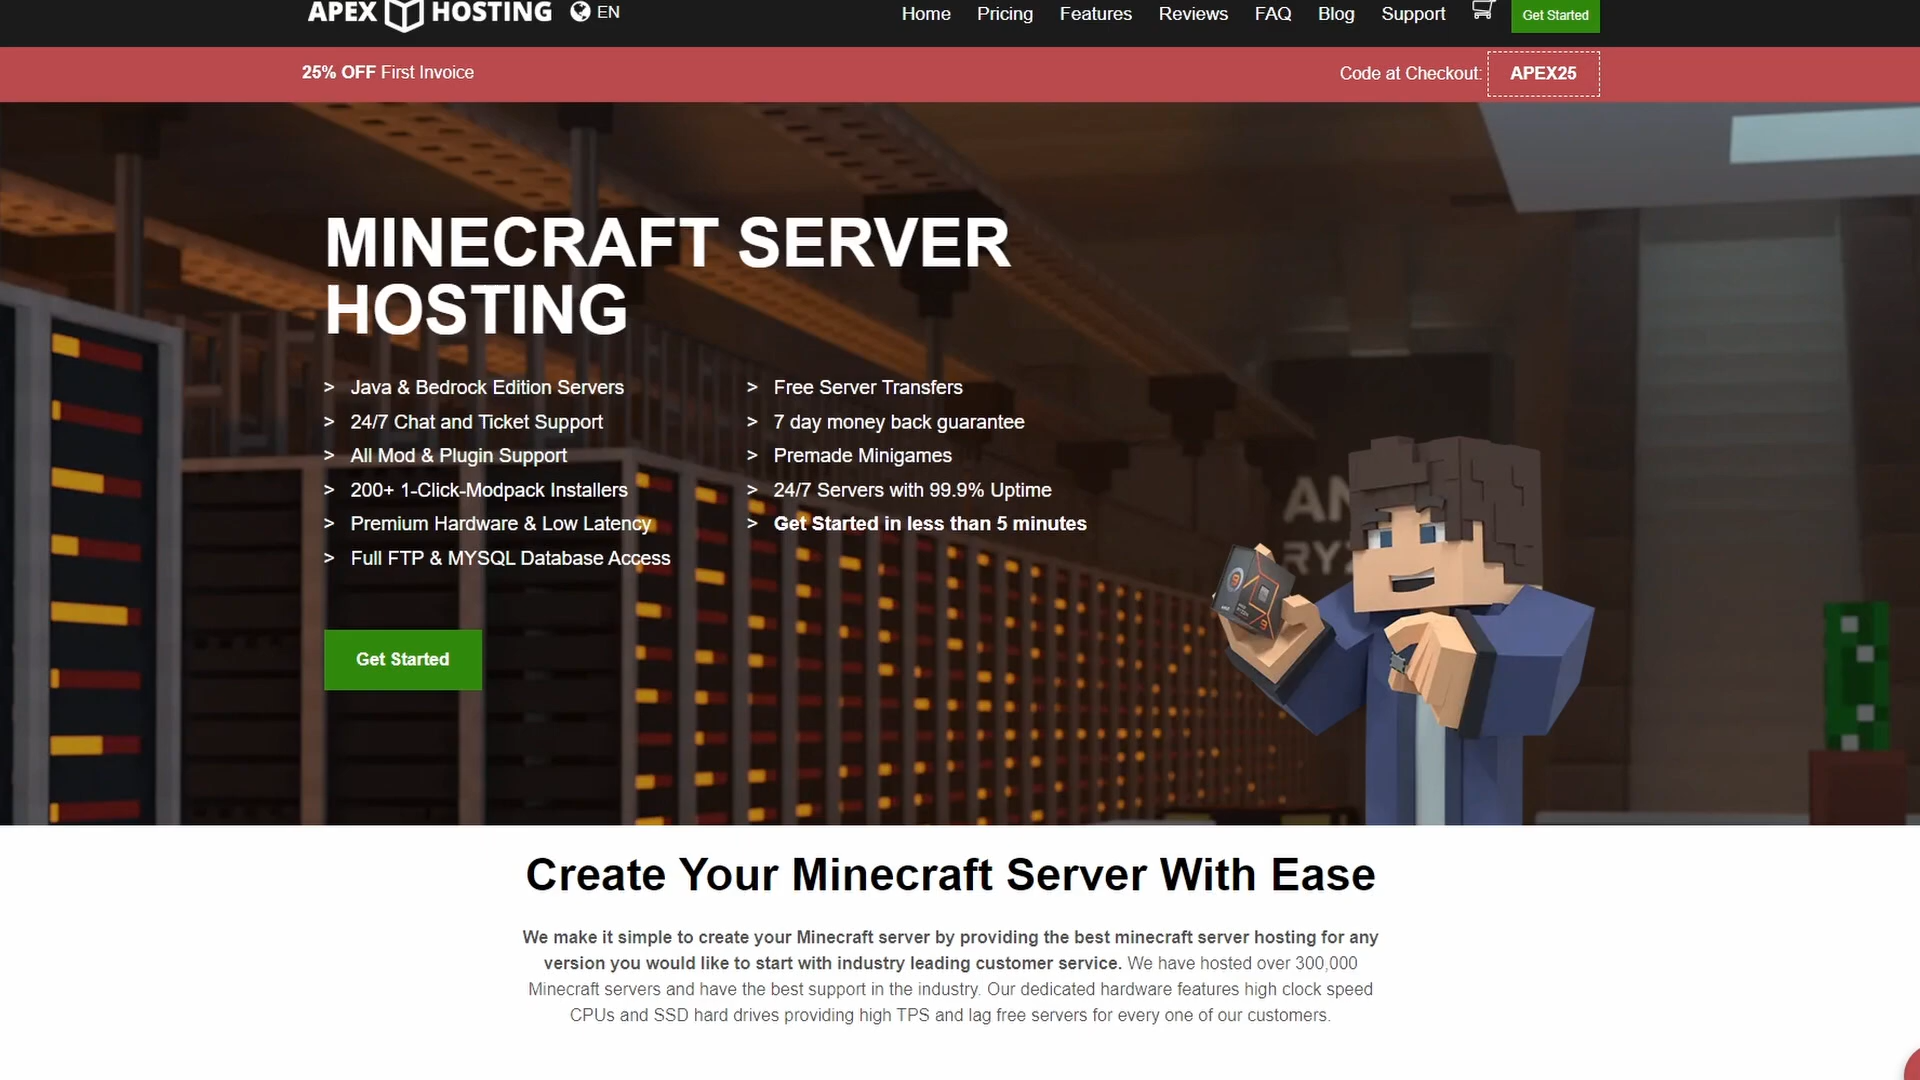 APEX HOSTING EN
Home Pricing Features Reviews FAQ Blog Support Get Started
25% OFF First Invoice
Code at Checkout: APEX25
MINECRAFT SERVER
HOSTING
> Java & Bedrock Edition Servers
> 24/7 Chat and Ticket Support
> All Mod & Plugin Support
> 200+ 1-Click-Modpack Installers
> Premium Hardware & Low Latency
> Full FTP & MYSQL Database Access
> Free Server Transfers
> 7 day money back guarantee
> Premade Minigames
> 24/7 Servers with 99.9% Uptime
> Get Started in less than 5 minutes
Get Started
Create Your Minecraft Server With Ease
We make it simple to create your Minecraft server by providing the best minecraft server hosting for any
version you would like to start with industry leading customer service. We have hosted over 300,000
Minecraft servers and have the best support in the industry. Our dedicated hardware features high clock speed
CPUs and SSD hard drives providing high TPS and lag free servers for every one of our customers.